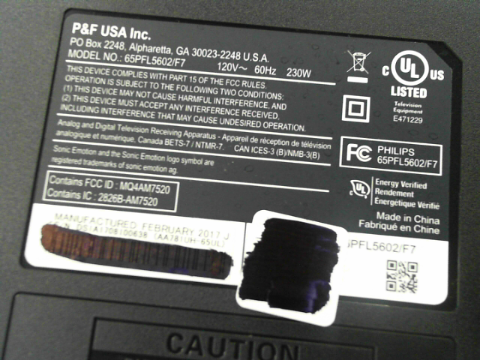 P&F USA Inc.
PO Box 2248, Alpharetta, GA 30023-2248 U.S.A.
MODEL NO.: 65PFL5602/F7 120V~ 60Hz 230W
THIS DEVICE COMPLIES WITH PART 15 OF THE FCC RULES.
OPERATION IS SUBJECT TO THE FOLLOWING TWO CONDITIONS:
(1) THIS DEVICE MAY NOT CAUSE HARMFUL INTERFERENCE, AND
(2) THIS DEVICE MUST ACCEPT ANY INTERFERENCE RECEIVED,
INCLUDING INTERFERENCE THAT MAY CAUSE UNDESIRED OPERATION.
Analog and Digital Television Receiving Apparatus - Appareil de réception de télévision
analogique et numérique, Canada BETS-7 / NTMR-7. CAN ICES-3 (B)/NMB-3(B)
Sonic Emotion and the Sonic Emotion logo symbol are
registered trademarks of sonic emotion ag.
Contains FCC ID : MQ4AM7520
Contains IC : 2826B-AM7520
C UL US
LISTED
Television
Equipment
E471229
FC
PHILIPS
65PFL5602/F7
UL
Energy Verified
Rendement
Énergétique Vérifié
Made in China
Fabriqué en Chine
MANUFACTURED FEBRUARY 2017 J
5PFL5602/F7
CAUTION